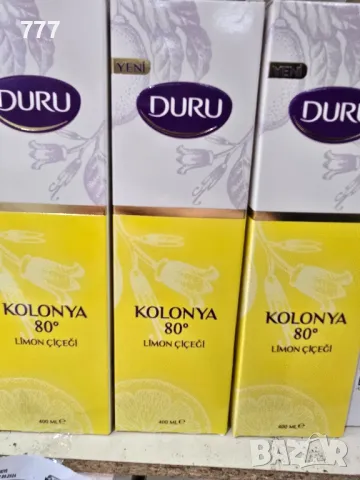 777
DURU
KOLONYA
80°
LİMON ÇİÇEĞİ
400 ML ℮
YENİ
DURU
KOLONYA
80°
LİMON ÇİÇEĞİ
400 ML ℮
YENİ
DURU
KOLONYA
80°
LİMON ÇİÇEĞİ
400 ML ℮
BAZAR